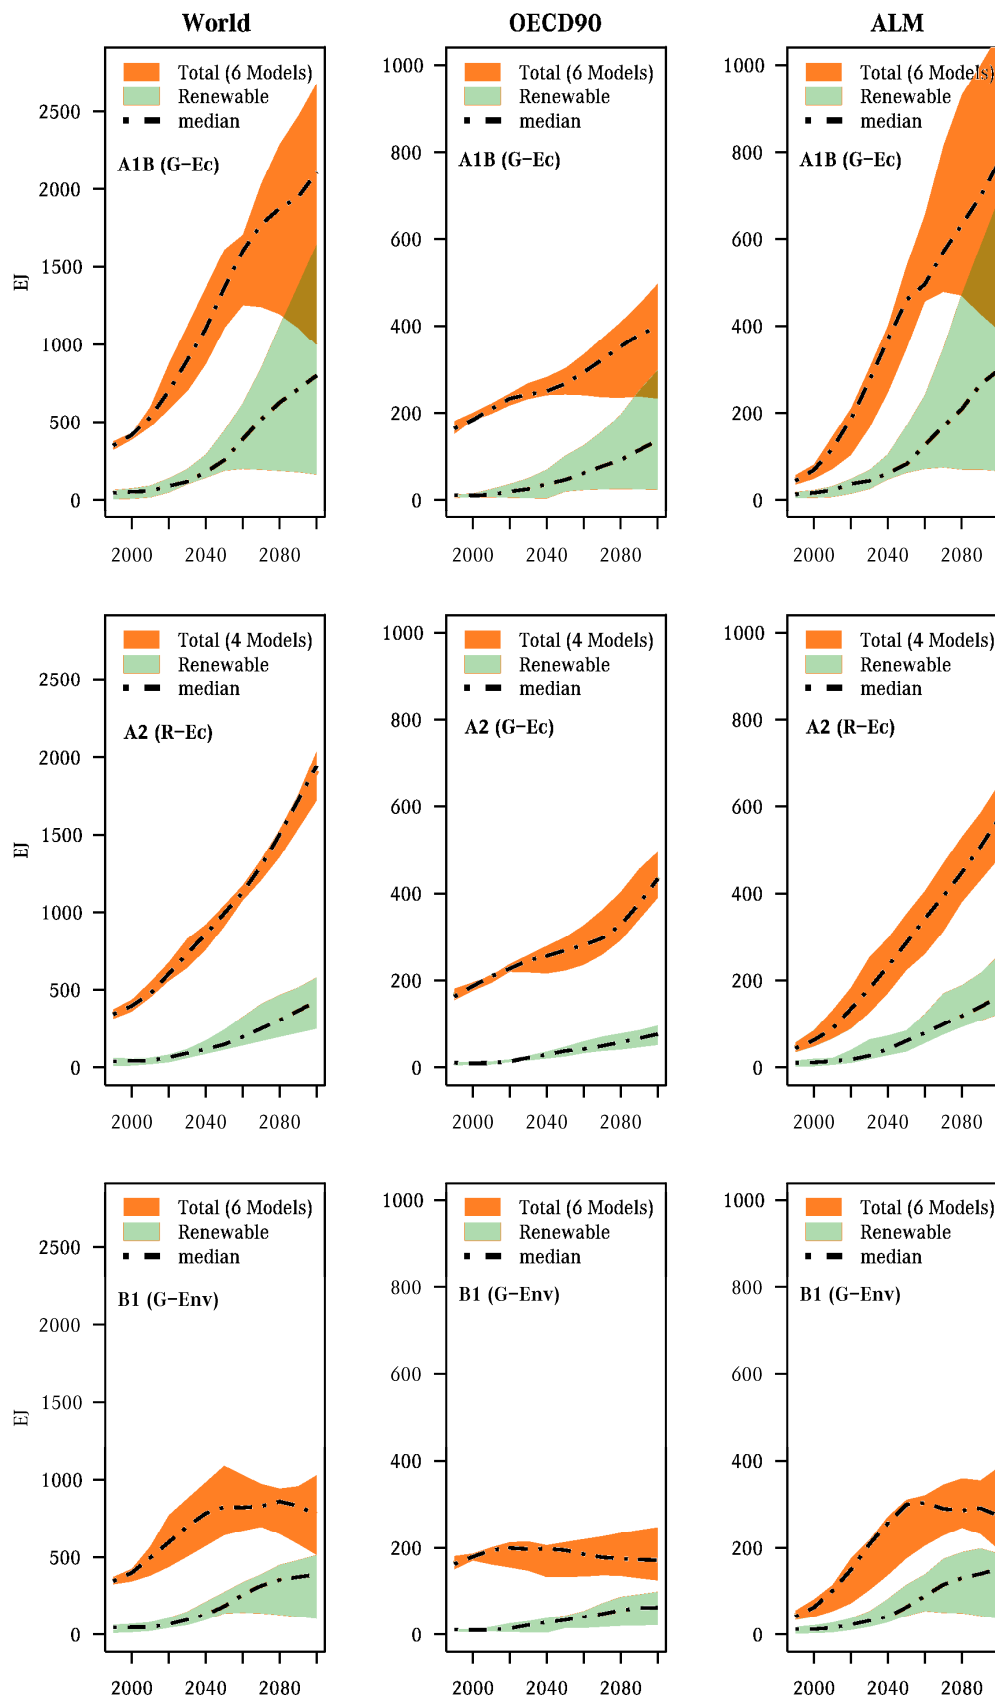 World OECD90 ALM
Total (6 Models)
Renewable
median
A1B (G-Ec)
EJ
2500
2000
1500
1000
500
0
2000 2040 2080
Total (6 Models)
Renewable
median
A1B (G-Ec)
1000
800
600
400
200
0
2000 2040 2080
Total (6 Models)
Renewable
median
A1B (G-Ec)
1000
800
600
400
200
0
2000 2040 2080
Total (4 Models)
Renewable
median
A2 (R-Ec)
EJ
2500
2000
1500
1000
500
0
2000 2040 2080
Total (4 Models)
Renewable
median
A2 (G-Ec)
1000
800
600
400
200
0
2000 2040 2080
Total (4 Models)
Renewable
median
A2 (R-Ec)
1000
800
600
400
200
0
2000 2040 2080
Total (6 Models)
Renewable
median
B1 (G-Env)
EJ
2500
2000
1500
1000
500
0
2000 2040 2080
Total (6 Models)
Renewable
median
B1 (G-Env)
1000
800
600
400
200
0
2000 2040 2080
Total (6 Models)
Renewable
median
B1 (G-Env)
1000
800
600
400
200
0
2000 2040 2080